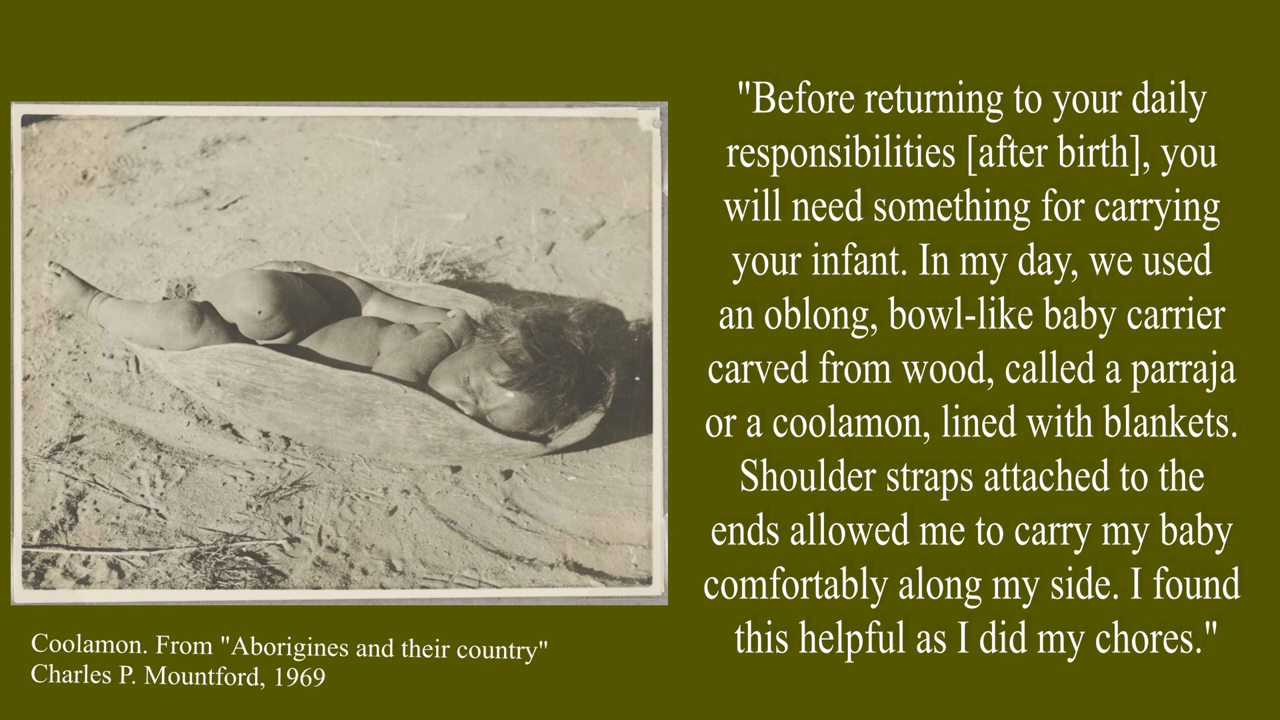 "Before returning to your daily
responsibilities [after birth], you
will need something for carrying
your infant. In my day, we used
an oblong, bowl-like baby carrier
carved from wood, called a parraja
or a coolamon, lined with blankets.
Shoulder straps attached to the
ends allowed me to carry my baby
comfortably along my side. I found
this helpful as I did my chores."
Coolamon. From "Aborigines and their country"
Charles P. Mountford, 1969